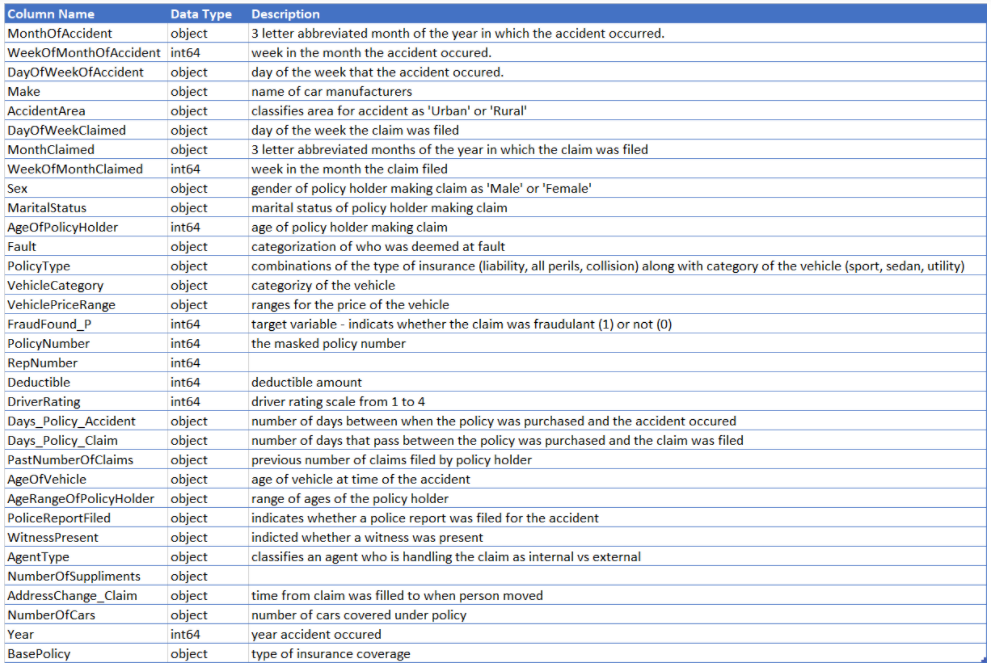 Column Name Data Type Description
MonthOfAccident object 3 letter abbreviated month of the year in which the accident occurred.
WeekOfMonthOfAccident int64 week in the month the accident occured.
DayOfWeekOfAccident object day of the week that the accident occured.
Make object name of car manufacturers
AccidentArea object classifies area for accident as 'Urban' or 'Rural'
DayOfWeekClaimed object day of the week the claim was filed
MonthClaimed object 3 letter abbreviated months of the year in which the claim was filed
WeekOfMonthClaimed int64 week in the month the claim filed
Sex object gender of policy holder making claim as 'Male' or 'Female'
MaritalStatus object marital status of policy holder making claim
AgeOfPolicyHolder int64 age of policy holder making claim
Fault object categorization of who was deemed at fault
PolicyType object combinations of the type of insurance (liability, all perils, collision) along with category of the vehicle (sport, sedan, utility)
VehicleCategory object categorizy of the vehicle
VehiclePriceRange object ranges for the price of the vehicle
FraudFound_P int64 target variable - indicats whether the claim was fraudulant (1) or not (0)
PolicyNumber int64 the masked policy number
RepNumber int64
Deductible int64 deductible amount
DriverRating int64 driver rating scale from 1 to 4
Days_Policy_Accident object number of days between when the policy was purchased and the accident occured
Days_Policy_Claim object number of days that pass between the policy was purchased and the claim was filed
PastNumberOfClaims object previous number of claims filed by policy holder
AgeOfVehicle object age of vehicle at time of the accident
AgeRangeOfPolicyHolder object range of ages of the policy holder
PoliceReportFiled object indicates whether a police report was filed for the accident
WitnessPresent object indicted whether a witness was present
AgentType object classifies an agent who is handling the claim as internal vs external
NumberOfSuppliments object
AddressChange_Claim object time from claim was filled to when person moved
NumberOfCars object number of cars covered under policy
Year int64 year accident occured
BasePolicy object type of insurance coverage